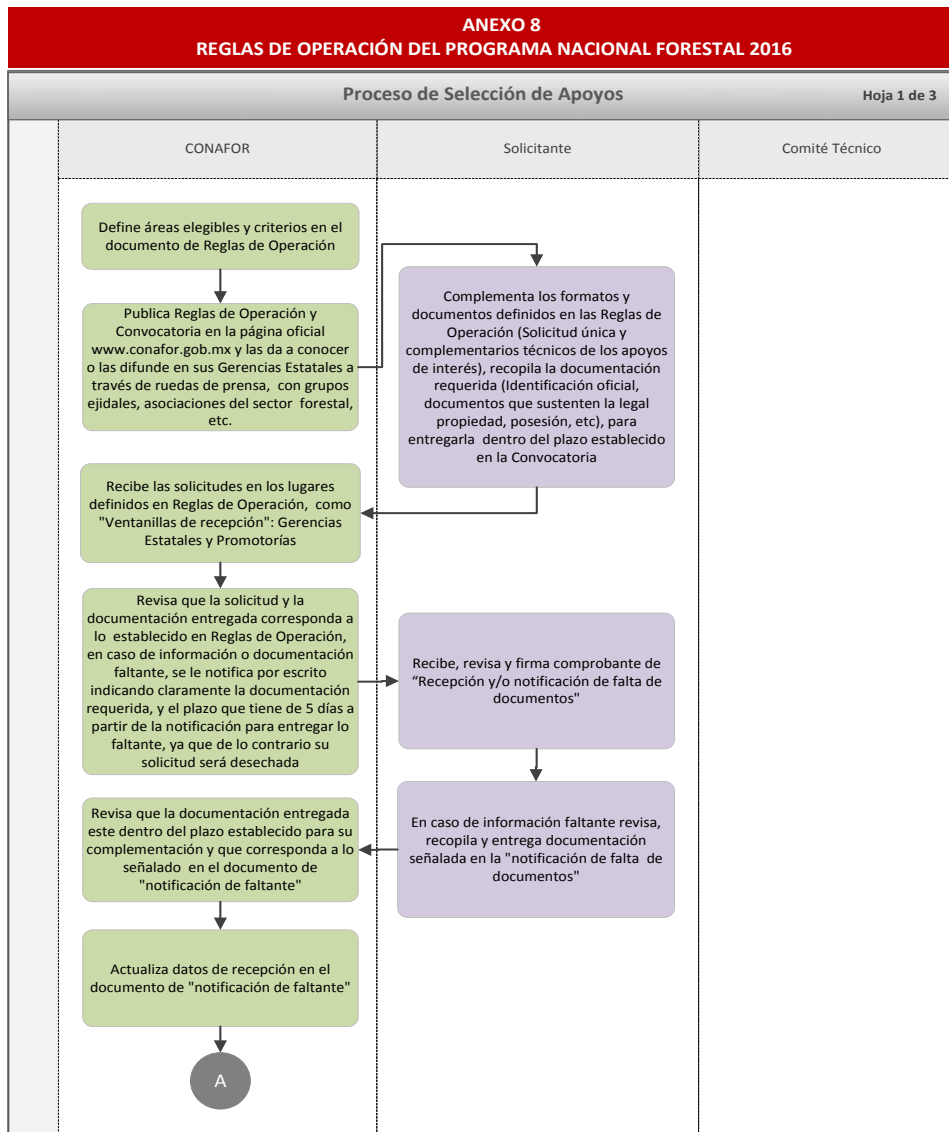 ANEXO 8
REGLAS DE OPERACIÓN DEL PROGRAMA NACIONAL FORESTAL 2016
Proceso de Selección de Apoyos
Hoja 1 de 3
CONAFOR
Solicitante
Comité Técnico
Define áreas elegibles y criterios en el
documento de Reglas de Operación
Publica Reglas de Operación y
Convocatoria en la página oficial
www.conafor.gob.mx y las da a conocer
o las difunde en sus Gerencias Estatales a
través de ruedas de prensa, con grupos
ejidales, asociaciones del sector forestal,
etc.
Complementa los formatos y
documentos definidos en las Reglas de
Operación (Solicitud única y
complementarios técnicos de los apoyos
de interés), recopila la documentación
requerida (Identificación oficial,
documentos que sustenten la legal
propiedad, posesión, etc), para
entregarla dentro del plazo establecido
en la Convocatoria
Recibe las solicitudes en los lugares
definidos en Reglas de Operación, como
"Ventanillas de recepción": Gerencias
Estatales y Promotorías
Revisa que la solicitud y la
documentación entregada corresponda a
lo establecido en Reglas de Operación,
en caso de información o documentación
faltante, se le notifica por escrito
indicando claramente la documentación
requerida, y el plazo que tiene de 5 días a
partir de la notificación para entregar lo
faltante, ya que de lo contrario su
solicitud será desechada
Recibe, revisa y firma comprobante de
“Recepción y/o notificación de falta de
documentos"
En caso de información faltante revisa,
recopila y entrega documentación
señalada en la "notificación de falta de
documentos"
Revisa que la documentación entregada
este dentro del plazo establecido para su
complementación y que corresponda a lo
señalado en el documento de
"notificación de faltante"
Actualiza datos de recepción en el
documento de "notificación de faltante"
A